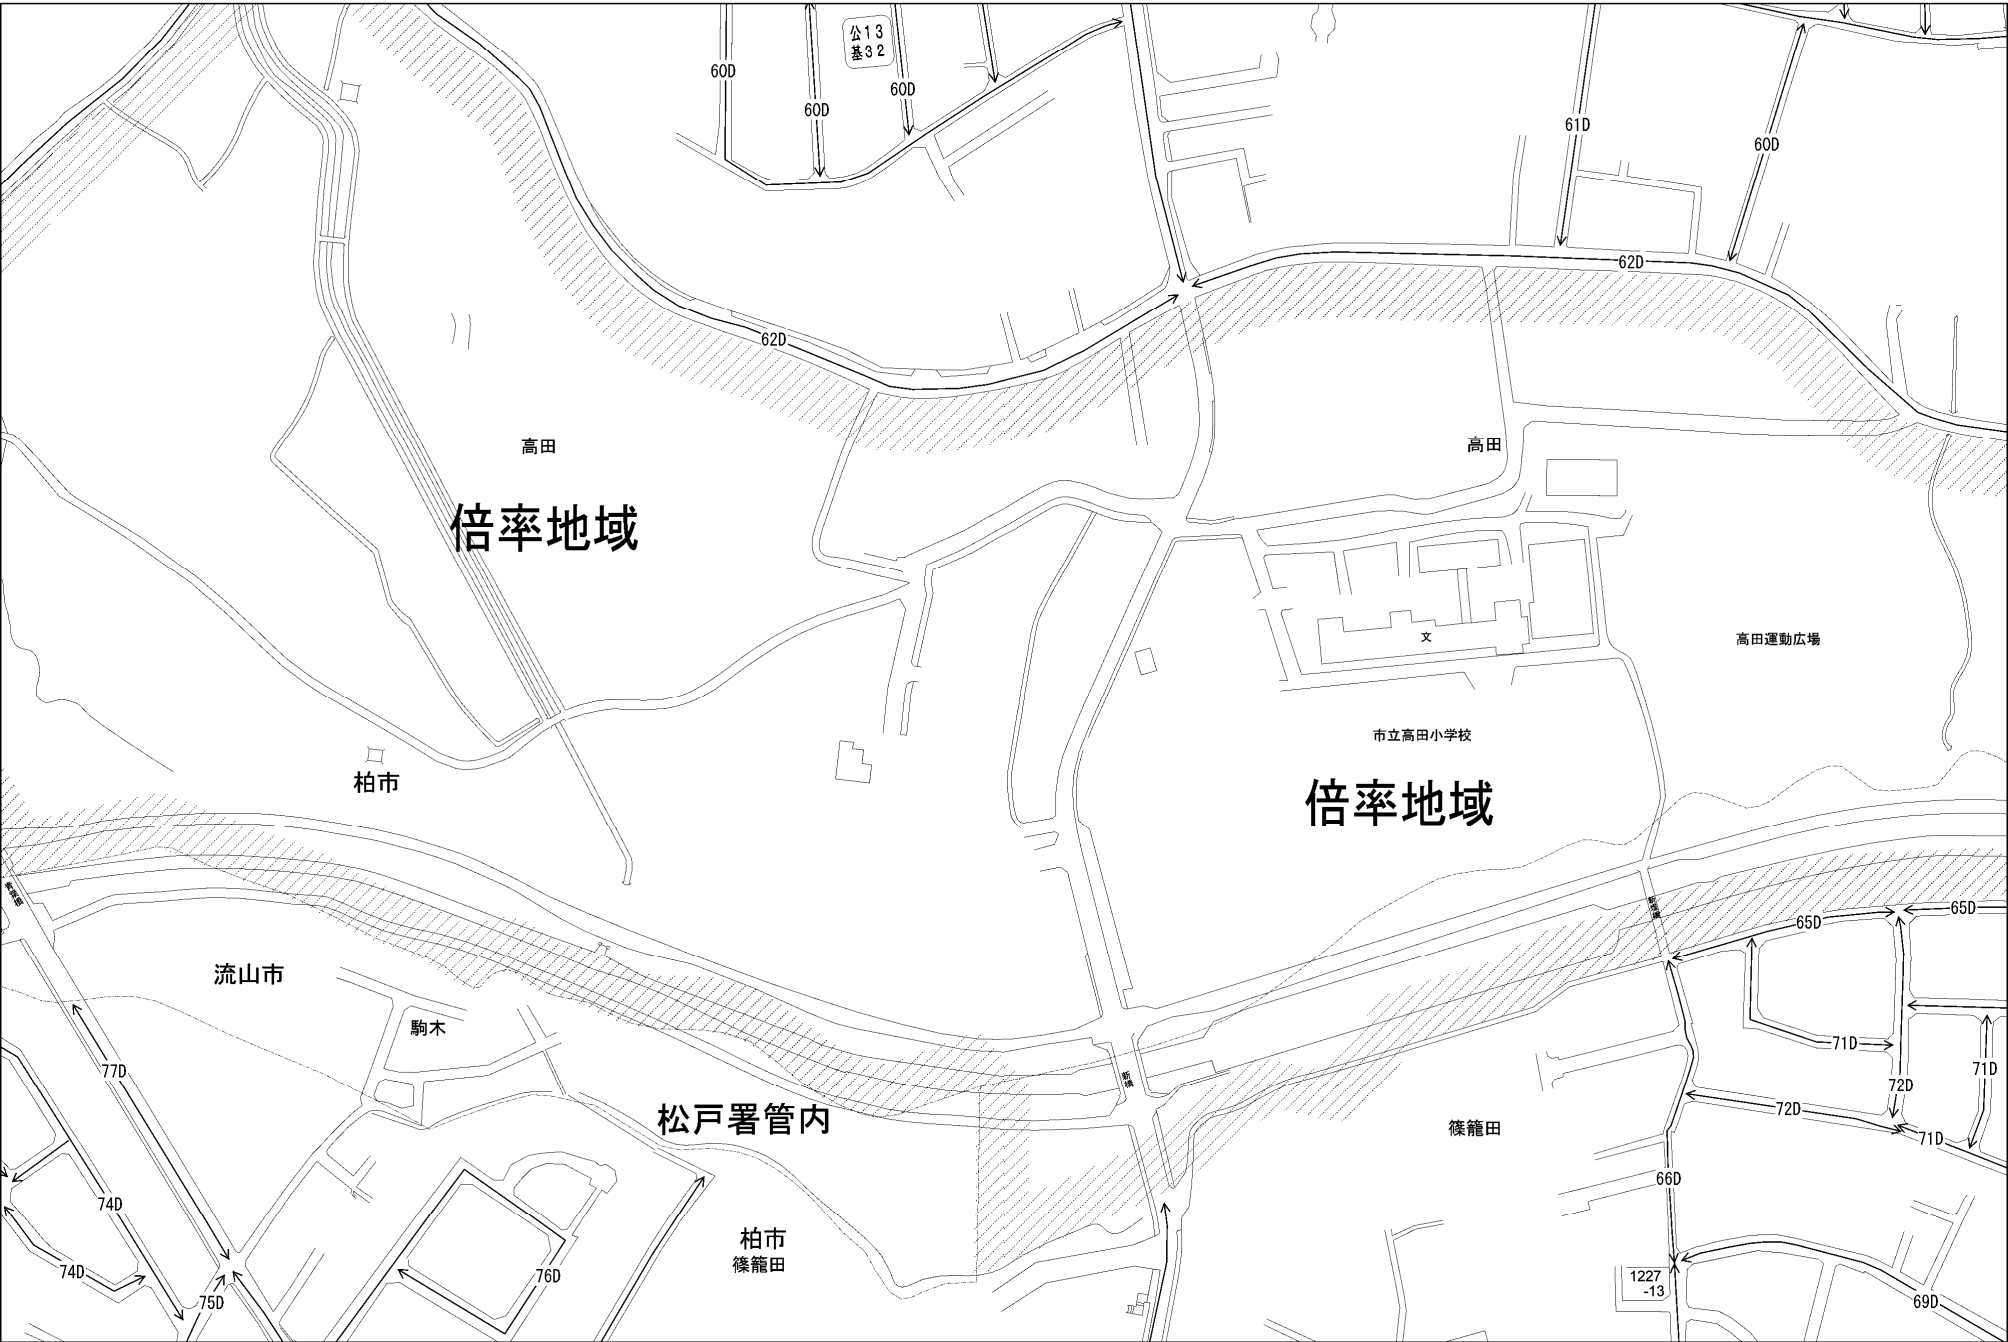 公13
基32
60D
60D
60D
61D
60D
62D
62D
高田
高田
倍率地域
文
高田運動広場
市立高田小学校
柏市
倍率地域
65D
65D
流山市
駒木
71D
71D
77D
新橋
72D
72D
松戸署管内
篠籠田
71D
66D
74D
柏市
篠籠田
74D
76D
75D
1227
-13
69D